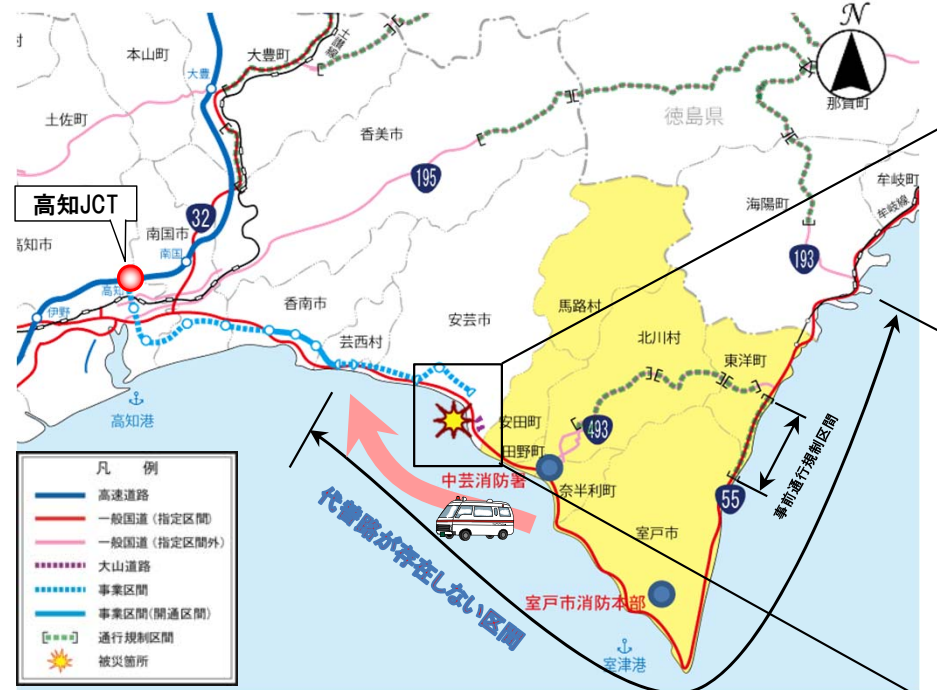 N
本山町
大豊町
土讃線
村
大豊
土佐町
香美市
徳島県
那賀町
195
牟岐町
牟岐線
海陽町
高知JCT
32
南国市
南国
高知市
高知
伊野
193
香南市
芸西村
安芸市
馬路村
北川村
東洋町
高知港
安田町
田野町
493
中芸消防署
奈半利町
事前通行規制区間
55
代替路が存在しない区間
室戸市
室戸市消防本部
室津港
凡 例
高速道路
一般国道(指定区間)
一般国道(指定区間外)
大山道路
事業区間
事業区間(開通区間)
通行規制区間
被災箇所